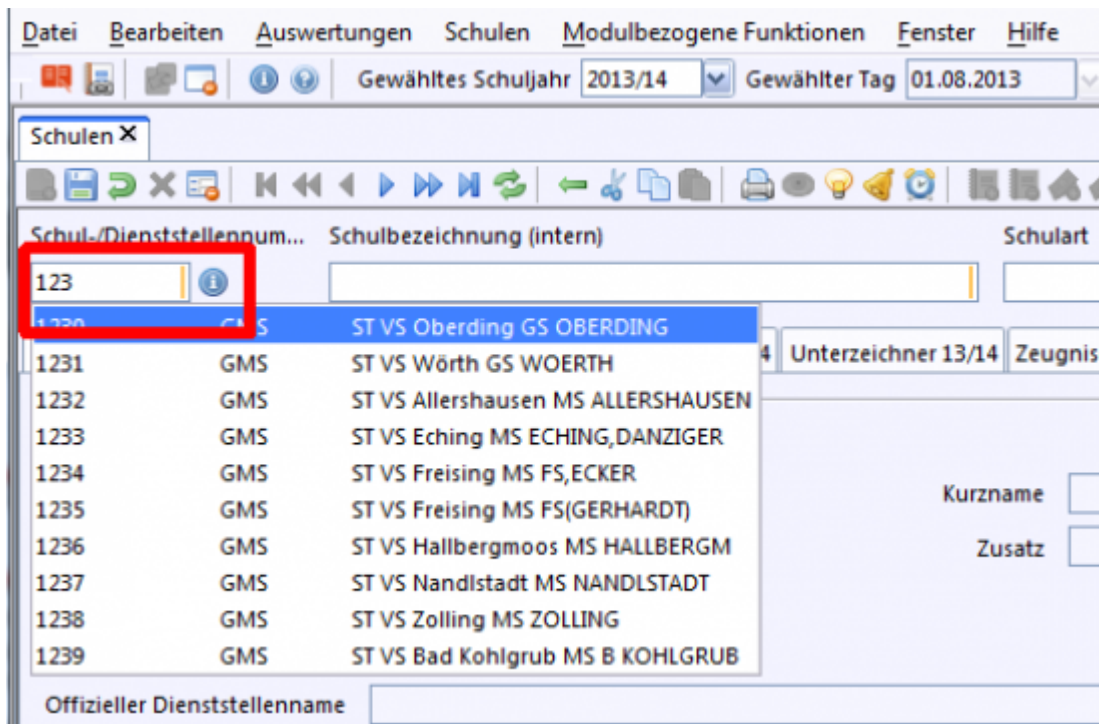 Datei Bearbeiten Auswertungen Schulen Modulbezogene Funktionen Fenster Hilfe
Gewähltes Schuljahr 2013/14 Gewählter Tag 01.08.2013
Schulen X
Schul-/Dienststellennum... Schulbezeichnung (intern) Schulart
123
1230 GMS ST VS Oberding GS OBERDING
4 Unterzeichner 13/14 Zeugnis
1231 GMS ST VS Wörth GS WOERTH
1232 GMS ST VS Allershausen MS ALLERSHAUSEN
1233 GMS ST VS Eching MS ECHING,DANZIGER
1234 GMS ST VS Freising MS FS,ECKER
Kurzname
1235 GMS ST VS Freising MS FS(GERHARDT)
1236 GMS ST VS Hallbergmoos MS HALLBERGM
Zusatz
1237 GMS ST VS Nandlstadt MS NANDLSTADT
1238 GMS ST VS Zolling MS ZOLLING
1239 GMS ST VS Bad Kohlgrub MS B KOHLGRUB
Offizieller Dienststellenname